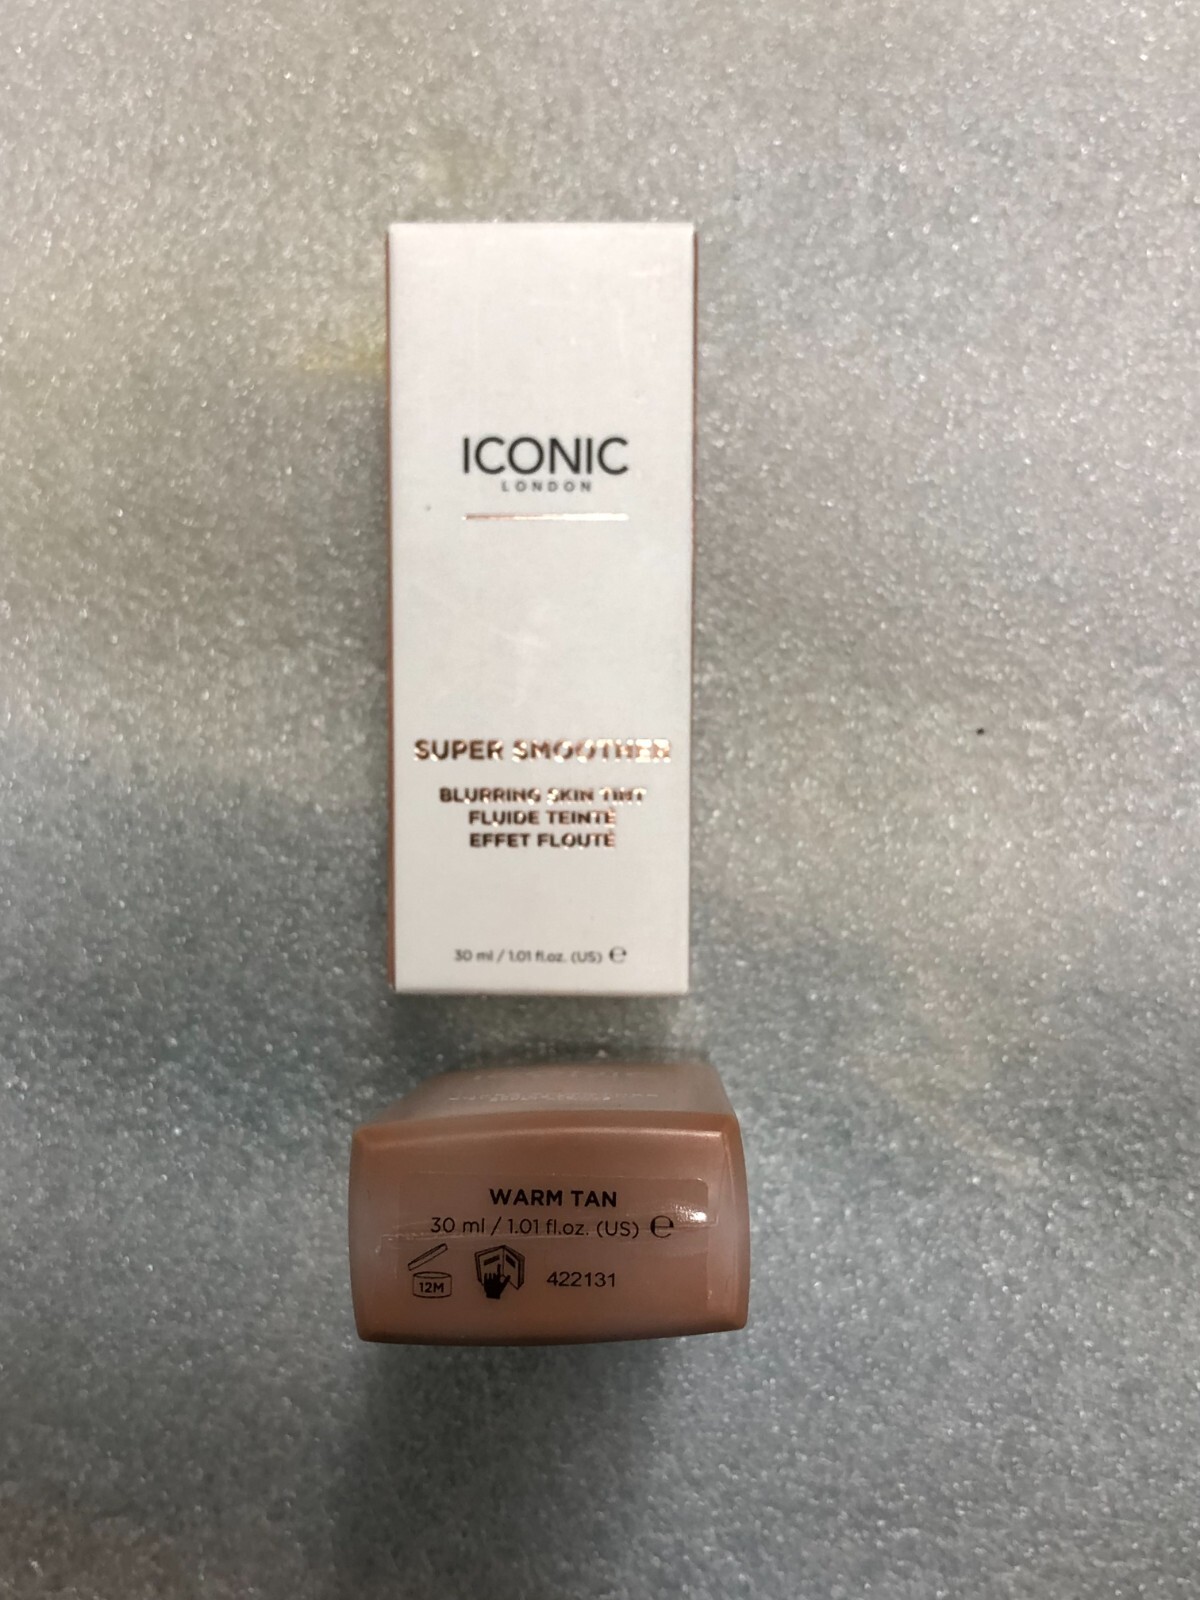 ICONIC
LONDON
SUPER SMOOTHER
BLURRING SKIN TINT
FLUIDE TEINTÉ
EFFET FLOUTÉ
30 ml / 1.01 fl.oz. (US) ℮
WARM TAN
30 ml / 1.01 fl.oz. (US) ℮
12M
422131